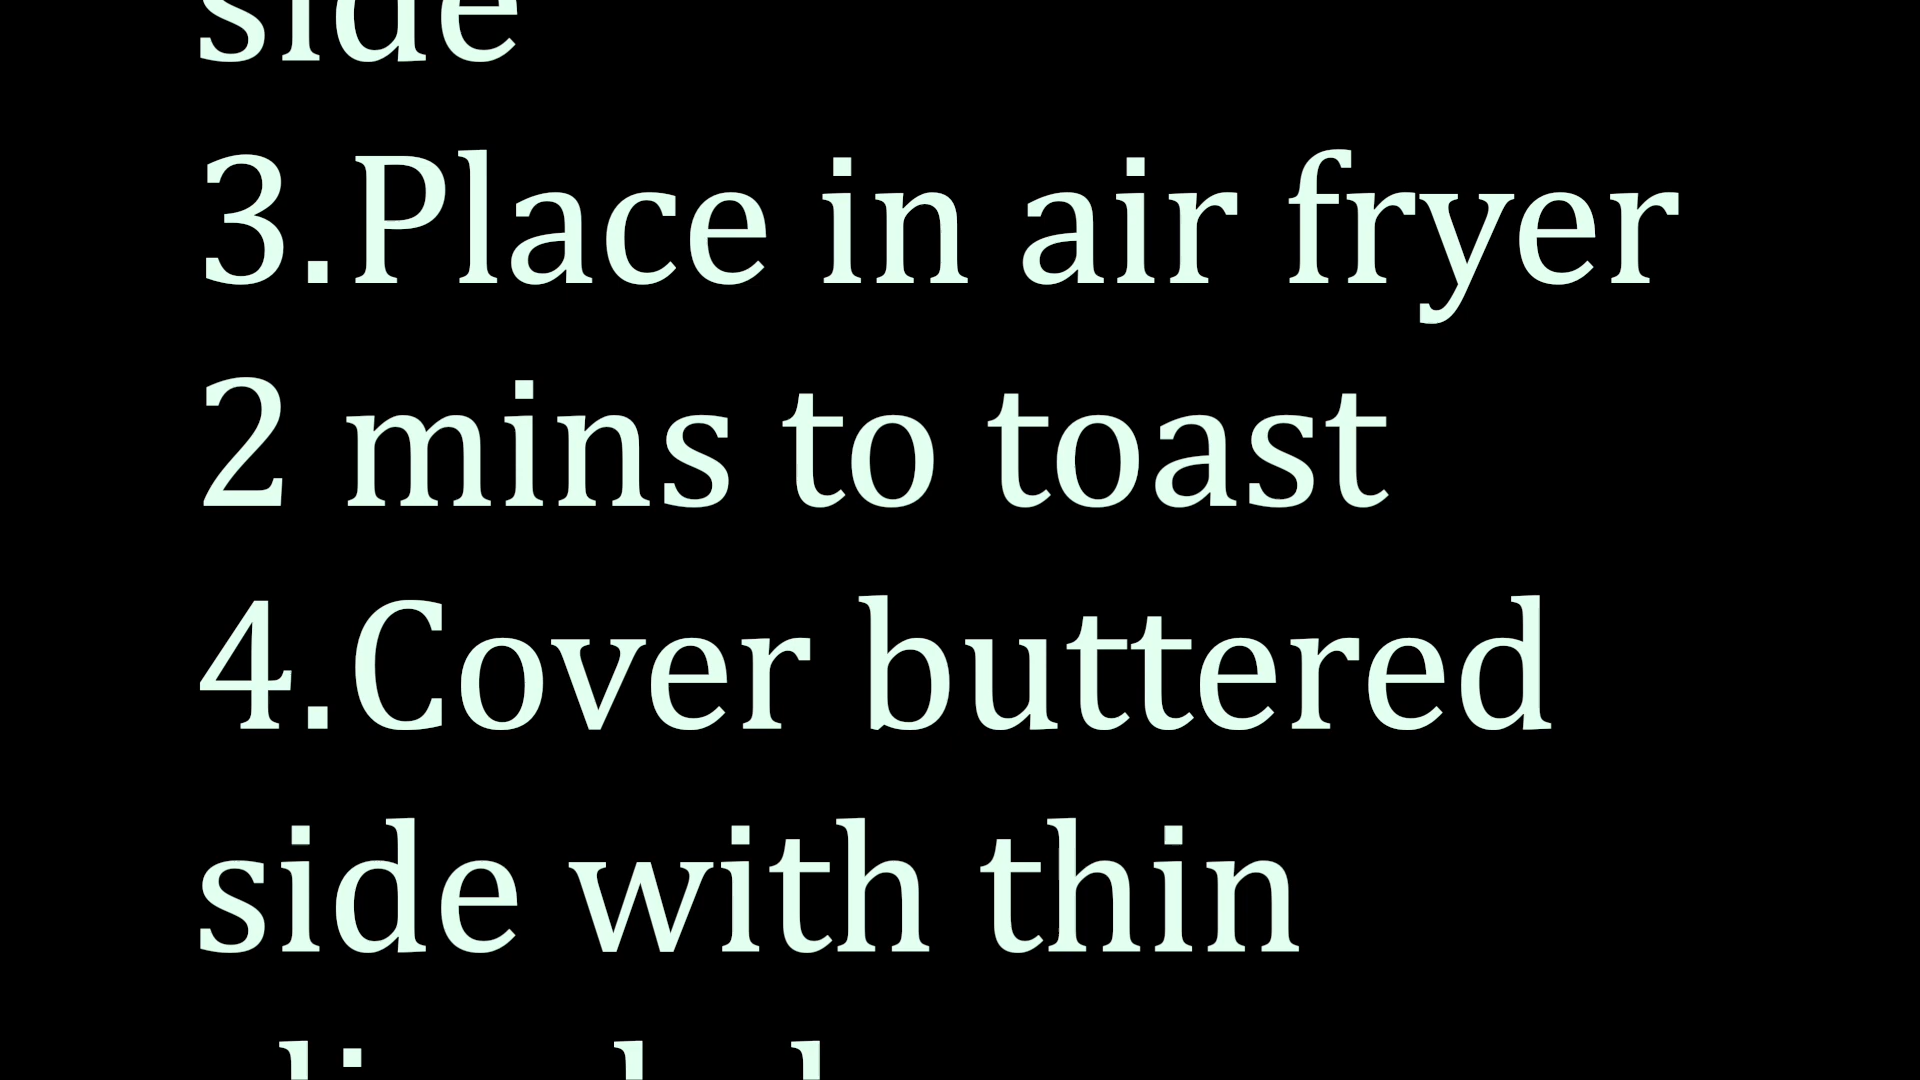 side
3.Place in air fryer
2 mins to toast
4.Cover buttered
side with thin